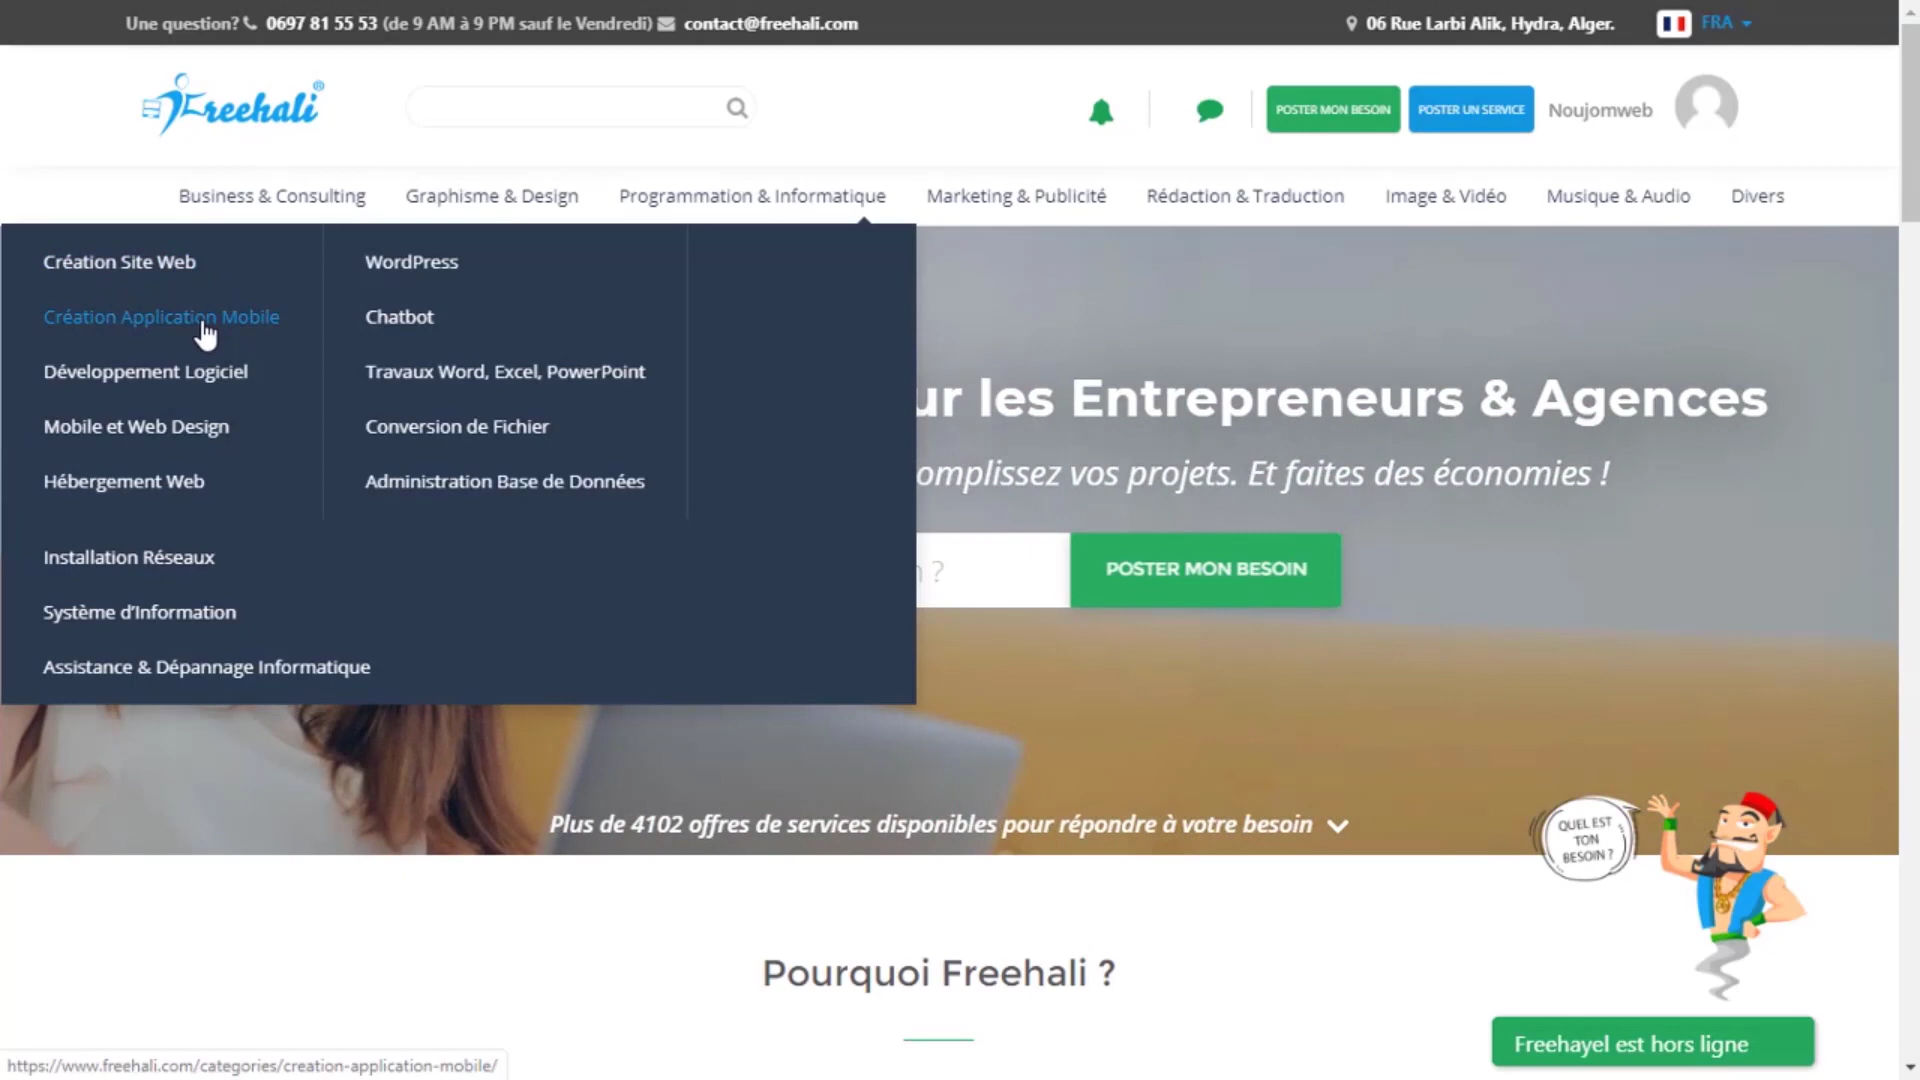 Une question? 0697 81 55 53 (de 9 AM à 9 PM sauf le Vendredi) contact@freehali.com
06 Rue Larbi Alik, Hydra, Alger.
FRA
Freehali®
POSTER MON BESOIN
POSTER UN SERVICE
Noujomweb
Business & Consulting
Graphisme & Design
Programmation & Informatique
Marketing & Publicité
Rédaction & Traduction
Image & Vidéo
Musique & Audio
Divers
Création Site Web
Création Application Mobile
Développement Logiciel
Mobile et Web Design
Hébergement Web
WordPress
Chatbot
Travaux Word, Excel, PowerPoint
Conversion de Fichier
Administration Base de Données
Installation Réseaux
Système d'Information
Assistance & Dépannage Informatique
ur les Entrepreneurs & Agences
omplissez vos projets. Et faites des économies !
?
POSTER MON BESOIN
Plus de 4102 offres de services disponibles pour répondre à votre besoin
QUEL EST
TON
BESOIN ?
Pourquoi Freehali ?
Freehayel est hors ligne
https://www.freehali.com/categories/creation-application-mobile/